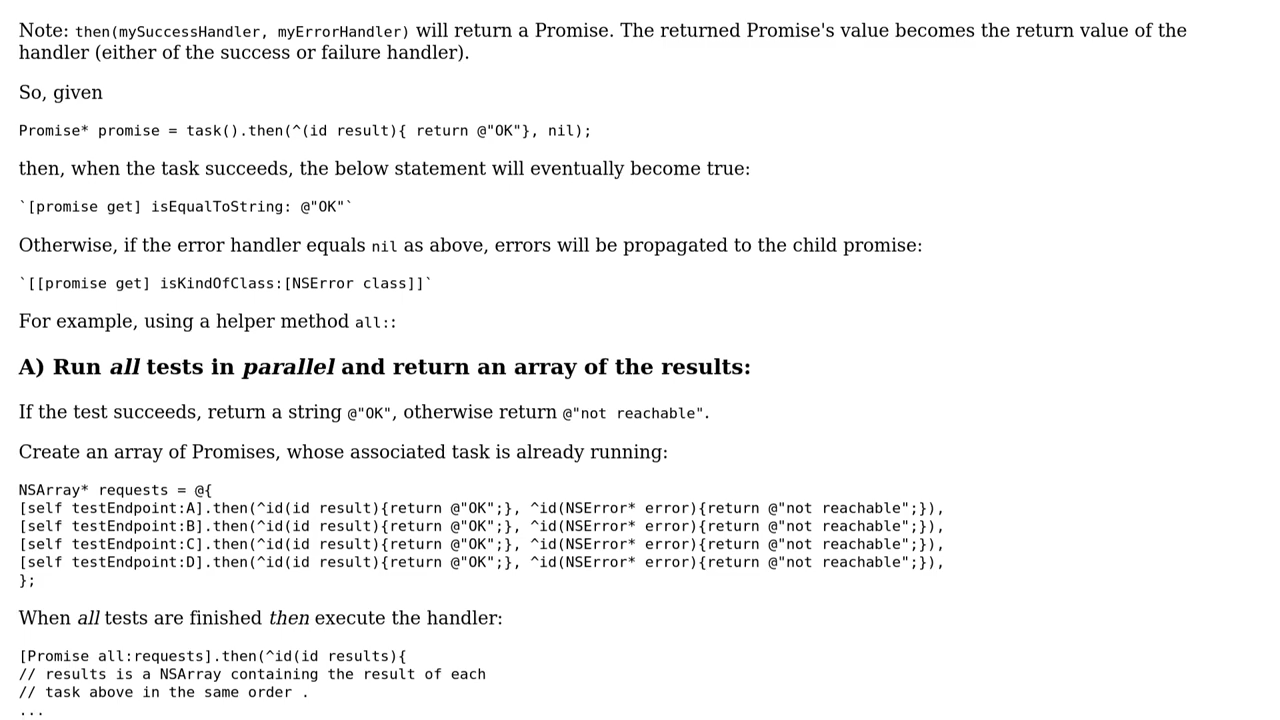 Note: then(mySuccessHandler, myErrorHandler) will return a Promise. The returned Promise's value becomes the return value of the
handler (either of the success or failure handler).
So, given
Promise* promise = task().then(^(id result){ return @"OK"}, nil);
then, when the task succeeds, the below statement will eventually become true:
`[promise get] isEqualToString: @"OK"`
Otherwise, if the error handler equals nil as above, errors will be propagated to the child promise:
`[[promise get] isKindOfClass:[NSError class]]`
For example, using a helper method all::
A) Run all tests in parallel and return an array of the results:
If the test succeeds, return a string @"OK", otherwise return @"not reachable".
Create an array of Promises, whose associated task is already running:
NSArray* requests = @{
[self testEndpoint:A].then(^id(id result){return @"OK";}, ^id(NSError* error){return @"not reachable";}),
[self testEndpoint:B].then(^id(id result){return @"OK";}, ^id(NSError* error){return @"not reachable";}),
[self testEndpoint:C].then(^id(id result){return @"OK";}, ^id(NSError* error){return @"not reachable";}),
[self testEndpoint:D].then(^id(id result){return @"OK";}, ^id(NSError* error){return @"not reachable";}),
};
When all tests are finished then execute the handler:
[Promise all:requests].then(^id(id results){
// results is a NSArray containing the result of each
// task above in the same order .
...